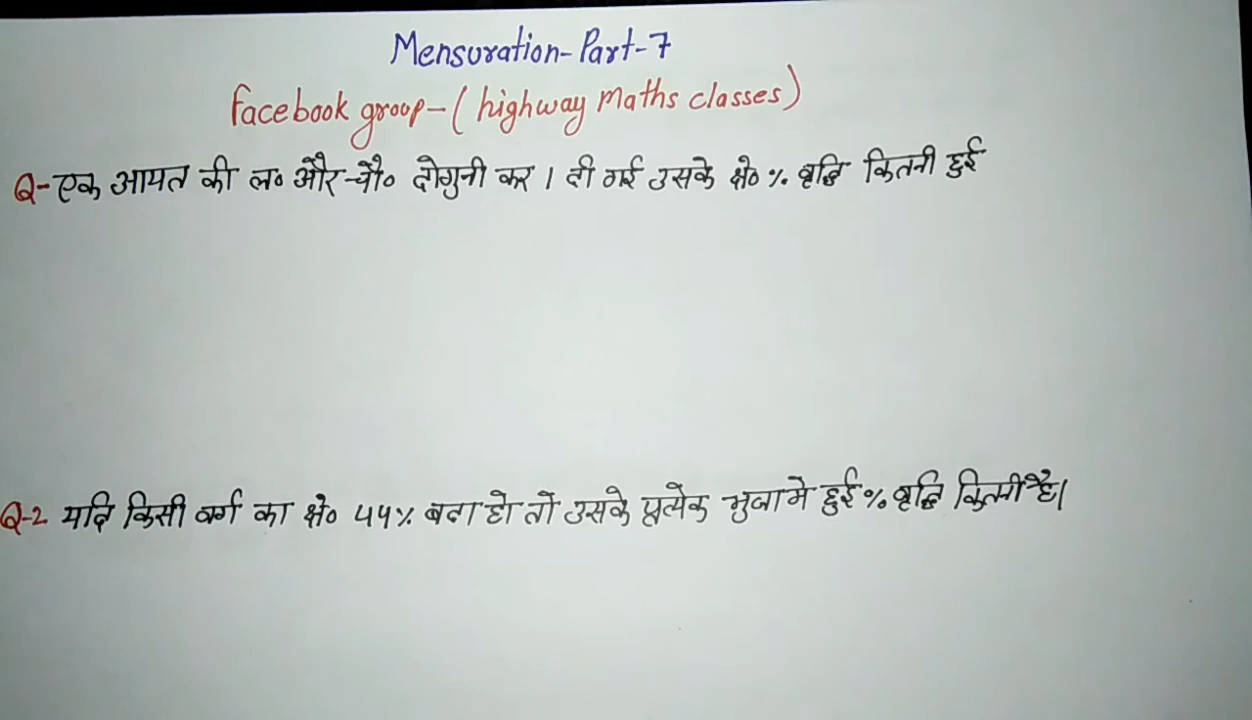 Mensuration-Part-7
facebook group-(highway Maths classes)
Q-एक आयत की ल० और चौ० दोगुनी कर । दी गई उसके क्षे० % वृद्धि कितनी हुई
Q-2 यदि किसी वर्ग का क्षे० 44% बढा हो तो उसके प्रत्येक भुजा मे हुई % वृद्धि कितनी है।